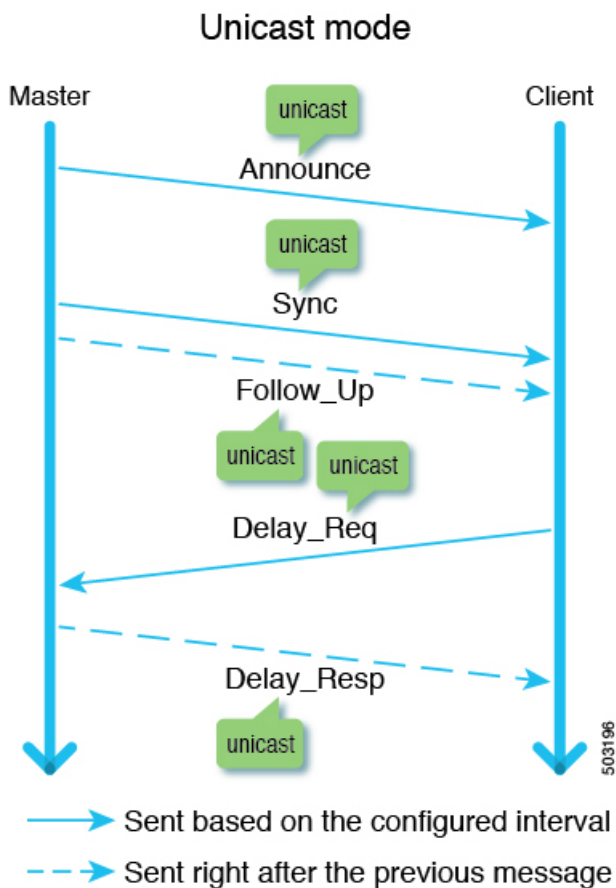 Unicast mode
Master
Client
unicast
Announce
unicast
Sync
Follow_Up
unicast
unicast
Delay_Req
Delay_Resp
unicast
503196
Sent based on the configured interval
Sent right after the previous message